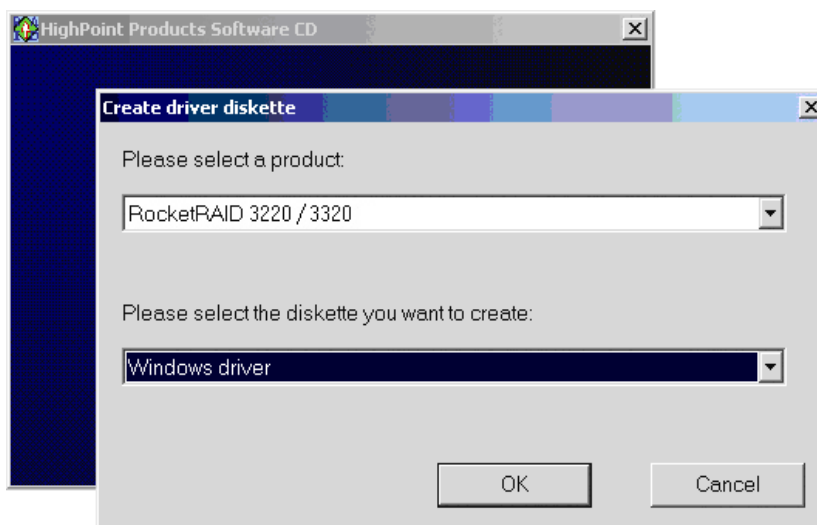 HighPoint Products Software CD
Create driver diskette
Please select a product:
RocketRAID 3220 / 3320
Please select the diskette you want to create:
Windows driver
OK Cancel